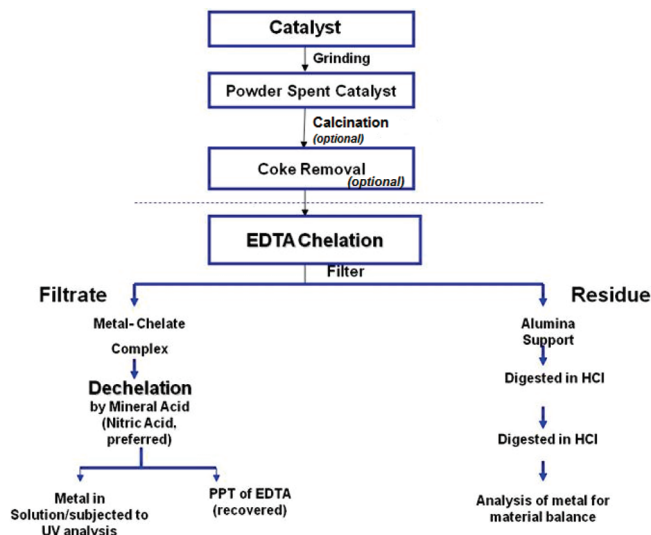 Catalyst
Grinding
Powder Spent Catalyst
Calcination
(optional)
Coke Removal
(optional)
EDTA Chelation
Filter
Filtrate
Metal- Chelate
Complex
Dechelation
by Mineral Acid
(Nitric Acid,
preferred)
Metal in
Solution/subjected to
UV analysis
PPT of EDTA
(recovered)
Residue
Alumina
Support
Digested in HCl
Digested in HCl
Analysis of metal for
material balance